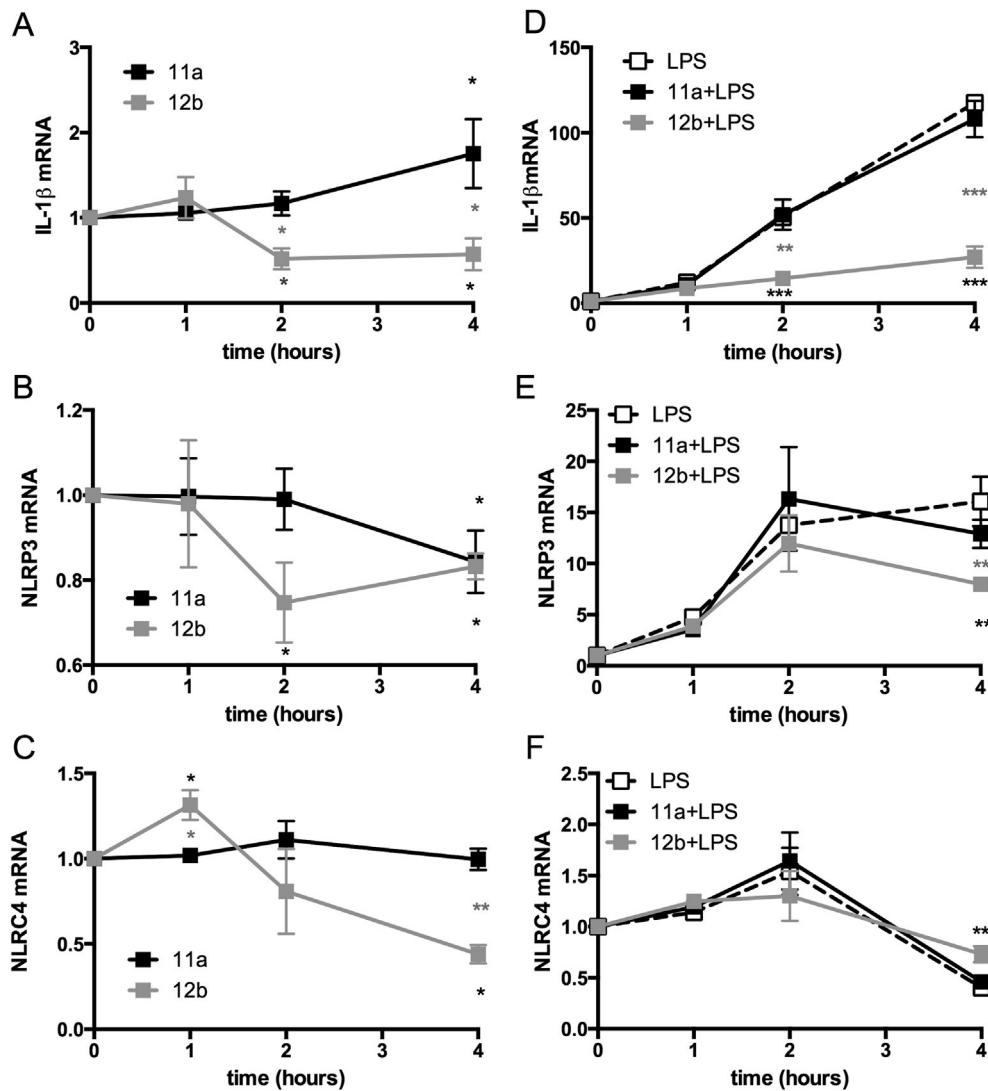 A
3
11a
12b
*
2
IL-1β mRNA
*
1
*
*
*
0
0
1
2
3
4
time (hours)
D
150
LPS
11a+LPS
12b+LPS
100
IL-1β mRNA
***
50
**
***
***
0
0
1
2
3
4
time (hours)
B
1.2
1.0
*
NLRP3 mRNA
0.8
11a
12b
*
*
0.6
0
1
2
3
4
time (hours)
E
25
LPS
20
11a+LPS
12b+LPS
15
NLRP3 mRNA
10
**
5
**
0
0
1
2
3
4
time (hours)
C
1.5
*
*
1.0
NLRC4 mRNA
**
0.5
11a
12b
*
0.0
0
1
2
3
4
time (hours)
F
2.5
LPS
2.0
11a+LPS
12b+LPS
1.5
NLRC4 mRNA
1.0
**
0.5
0.0
0
1
2
3
4
time (hours)